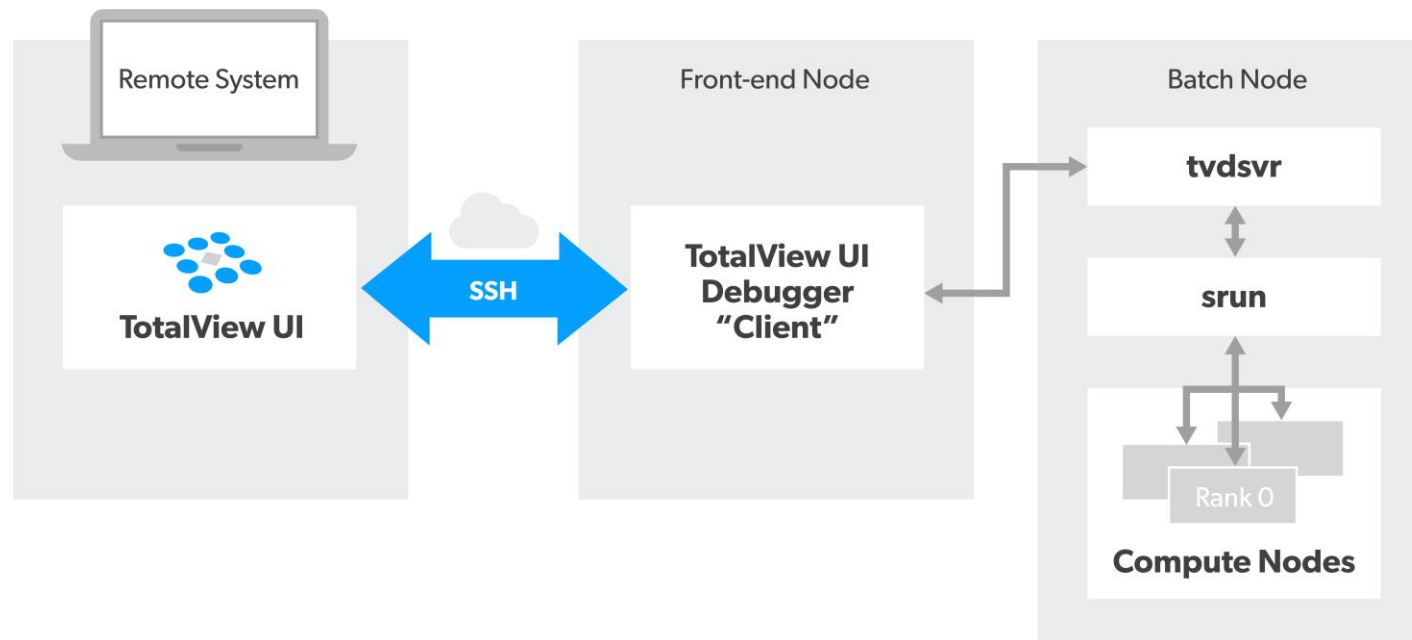 Remote System
TotalView UI
SSH
Front-end Node
TotalView UI
Debugger
“Client”
Batch Node
tvdsvr
srun
Rank 0
Compute Nodes